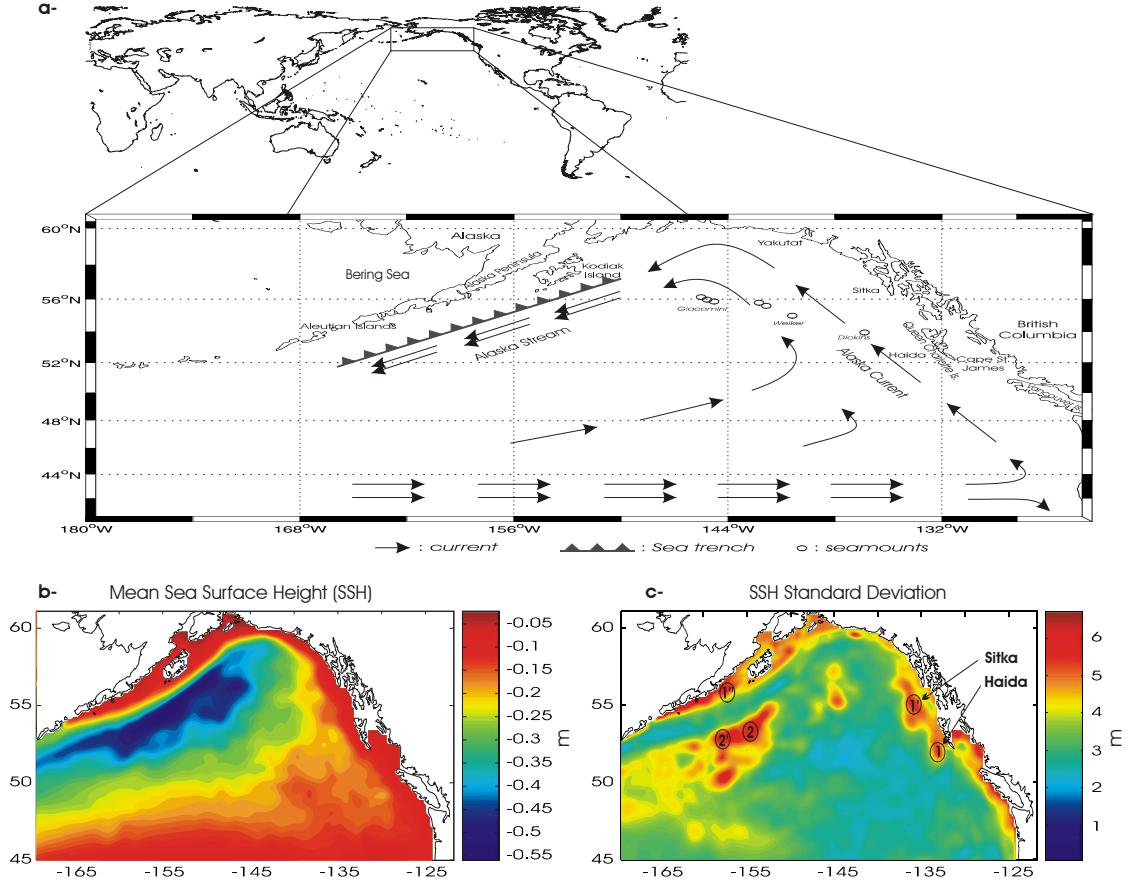 a-
60°N
56°N
52°N
48°N
44°N
180°W
168°W
156°W
144°W
132°W
Alaska
Bering Sea
Alaska Peninsula
Kodiak
Island
Aleutian Islands
Alaska Stream
Yakutat
Giacomini
Welker
Dickins
Sitka
Haida
Queen Charlotte Is.
Alaska Current
Cape St.
James
British
Columbia
Vancouver Is.
: current
: Sea trench
: seamounts
b-
Mean Sea Surface Height (SSH)
60
55
50
45
-165
-155
-145
-135
-125
-0.05
-0.1
-0.15
-0.2
-0.25
-0.3
-0.35
-0.4
-0.45
-0.5
-0.55
m
c-
SSH Standard Deviation
60
55
50
45
-165
-155
-145
-135
-125
1''
2'
2
1'
1
Sitka
Haida
6
5
4
3
2
1
m